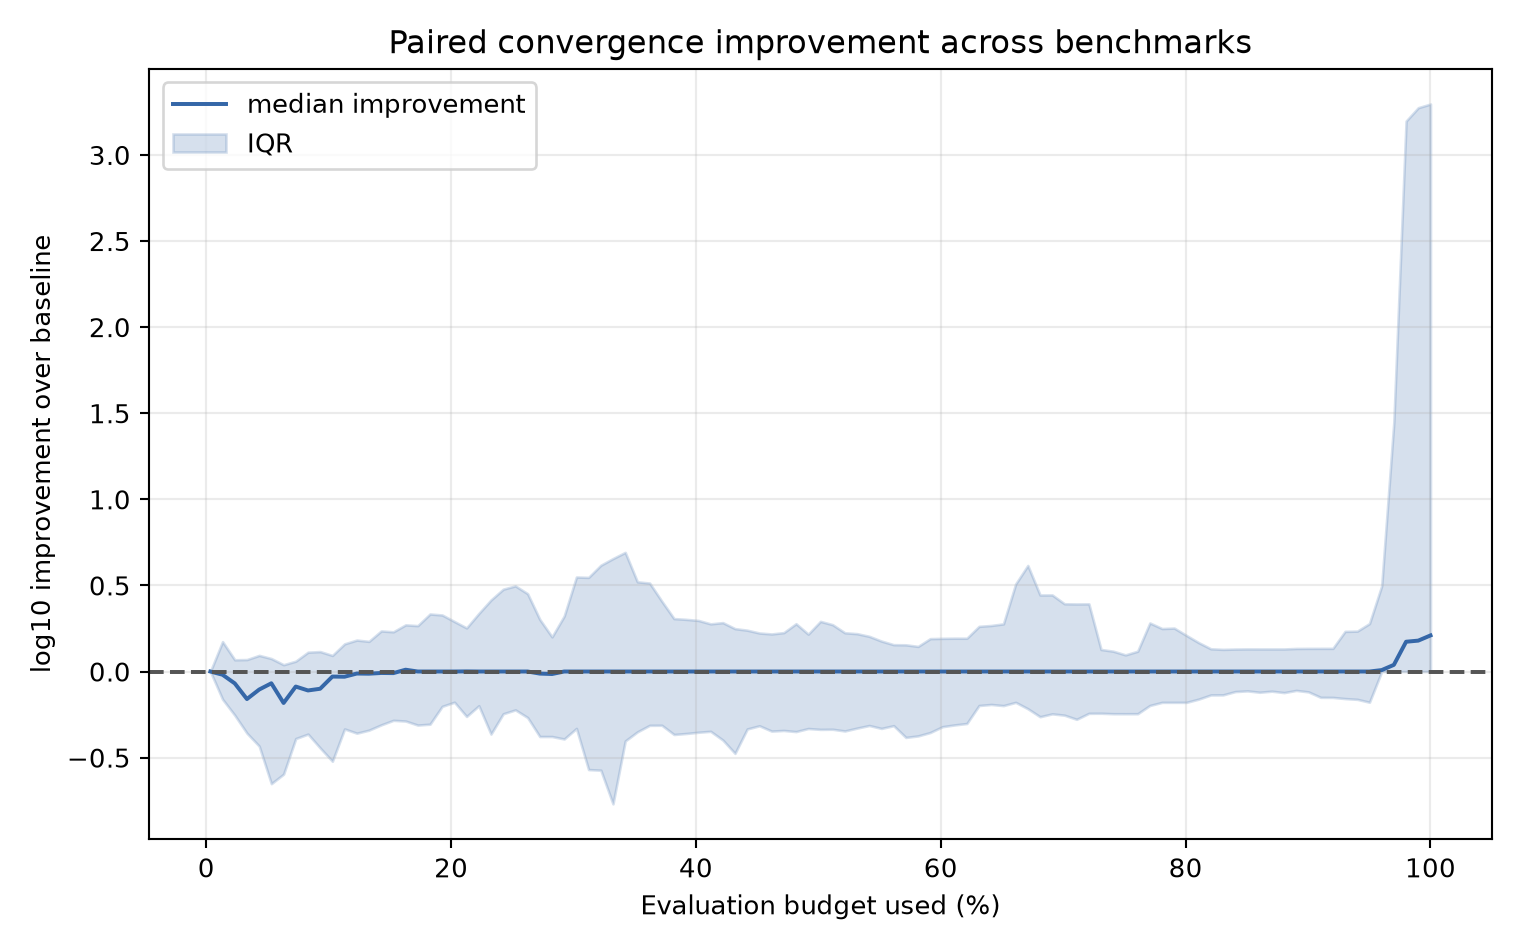 Paired convergence improvement across benchmarks
median improvement
IQR
3.0
2.5
2.0
1.5
1.0
0.5
0.0
−0.5
log10 improvement over baseline
0 20 40 60 80 100
Evaluation budget used (%)